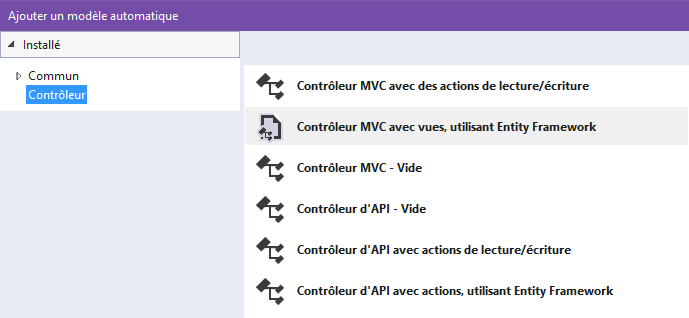 Ajouter un modèle automatique
Installé
Commun
Contrôleur
Contrôleur MVC avec des actions de lecture/écriture
Contrôleur MVC avec vues, utilisant Entity Framework
Contrôleur MVC - Vide
Contrôleur d'API - Vide
Contrôleur d'API avec actions de lecture/écriture
Contrôleur d'API avec actions, utilisant Entity Framework